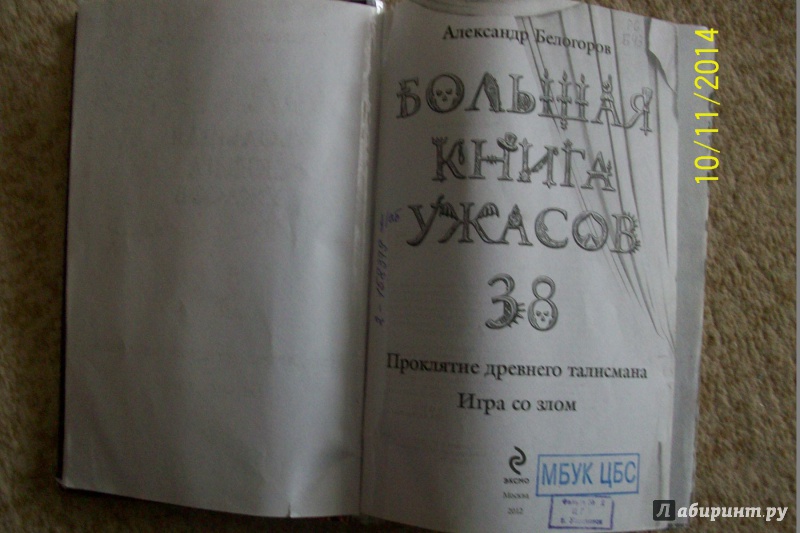 Александр Белогоров
БОЛЬШАЯ
КНИГА
УЖАСОВ
38
Проклятие древнего талисмана
Игра со злом
ЭКСМО
Москва
2012
МБУК ЦБС
10/11/2014
Лабиринт.ру